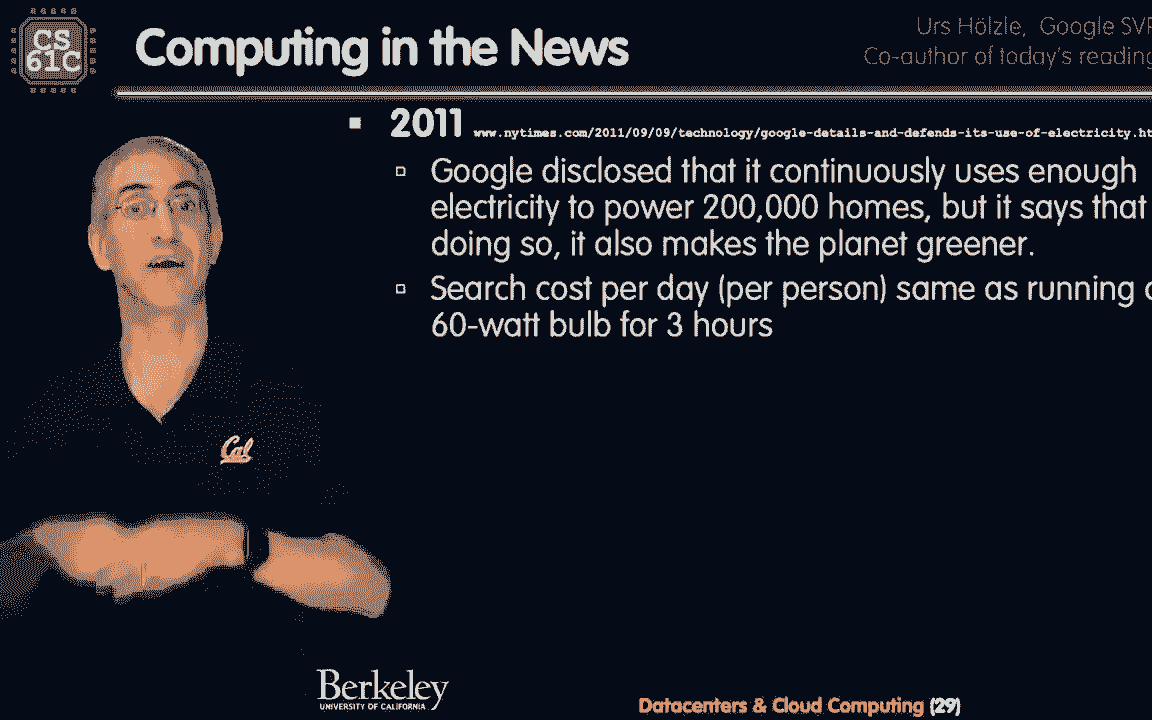 CS
61C
Computing in the News
Urs Hölzle, Google SVP
Co-author of today's reading
2011 www.nytimes.com/2011/09/09/technology/google-details-and-defends-its-use-of-electricity.ht
Google disclosed that it continuously uses enough
electricity to power 200,000 homes, but it says that
doing so, it also makes the planet greener.
Search cost per day (per person) same as running
60-watt bulb for 3 hours
Cal
Berkeley
UNIVERSITY OF CALIFORNIA
Datacenters & Cloud Computing (29)